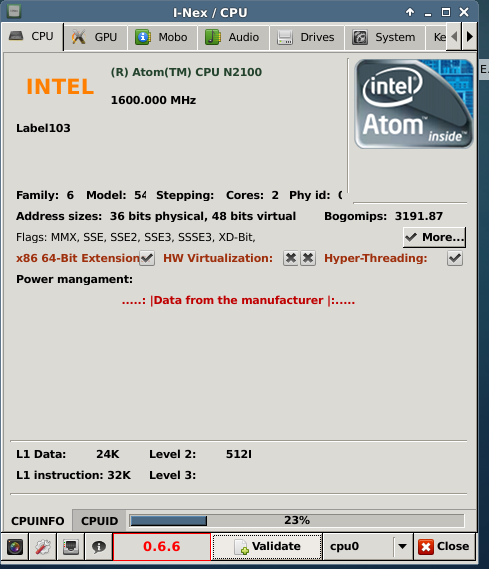 I-Nex / CPU
CPU GPU Mobo Audio Drives System Ke
INTEL
(R) Atom(TM) CPU N2100
1600.000 MHz
Label103
intel
Atom
inside
E.
Family: 6 Model: 54 Stepping: Cores: 2 Phy id:
Address sizes: 36 bits physical, 48 bits virtual Bogomips: 3191.87
Flags: MMX, SSE, SSE2, SSE3, SSSE3, XD-Bit, More...
x86 64-Bit Extension HW Virtualization: Hyper-Threading:
Power mangament:
.....: |Data from the manufacturer |:.....
L1 Data: 24K Level 2: 512
L1 instruction: 32K Level 3:
CPUINFO CPUID 23%
0.6.6 Validate cpu0 Close